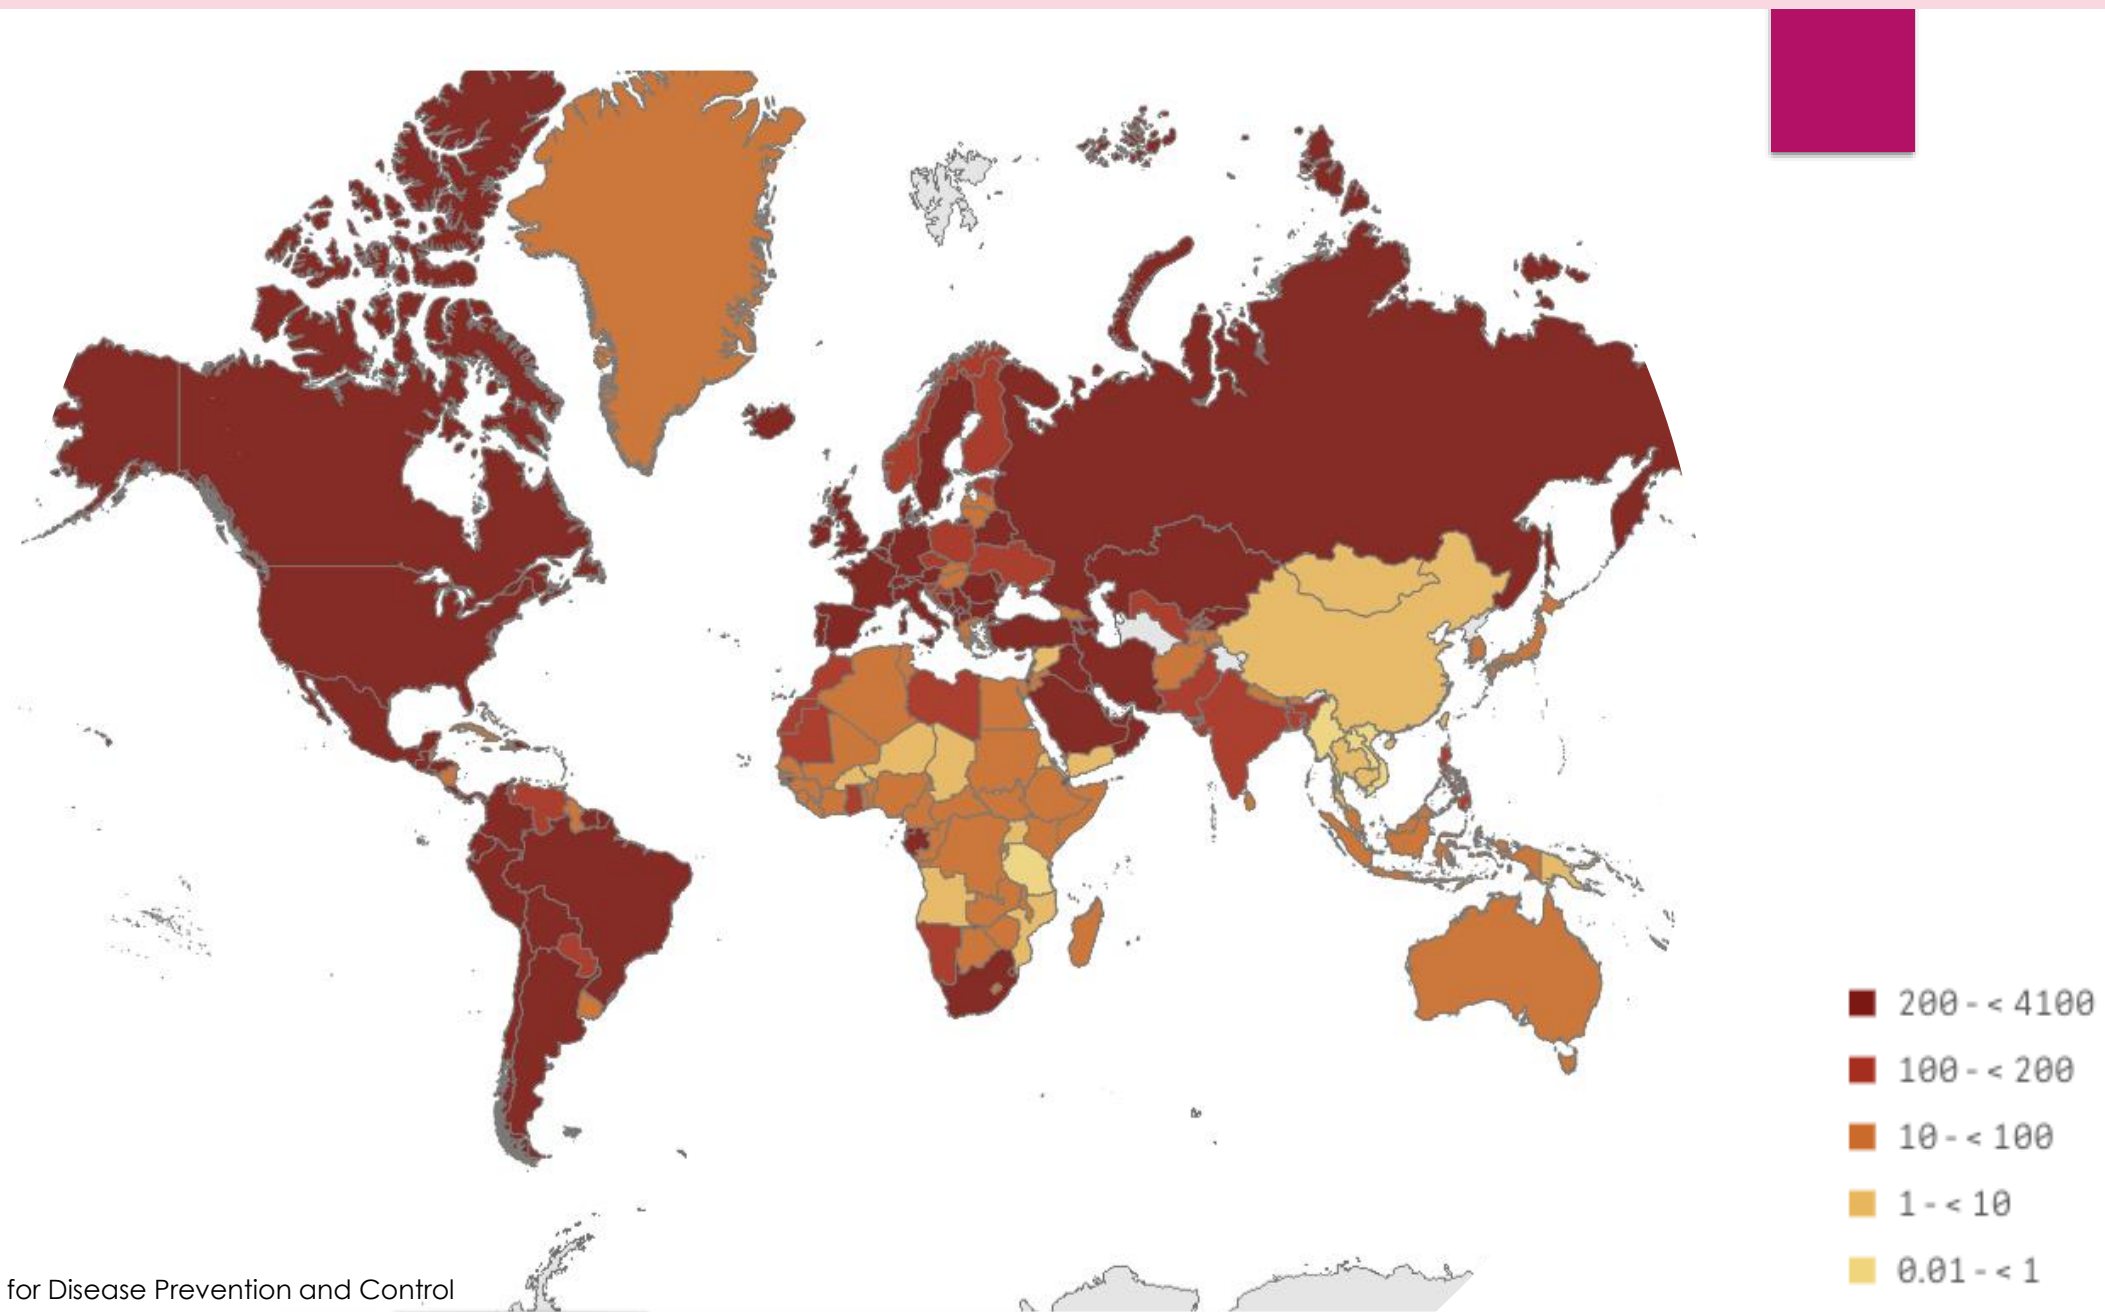 200 - < 4100
100 - < 200
10 - < 100
1 - < 10
0.01 - < 1
for Disease Prevention and Control